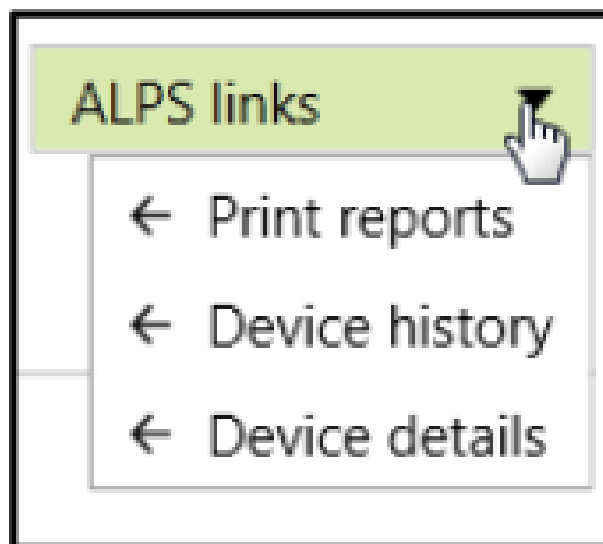 ALPS links
← Print reports
← Device history
← Device details